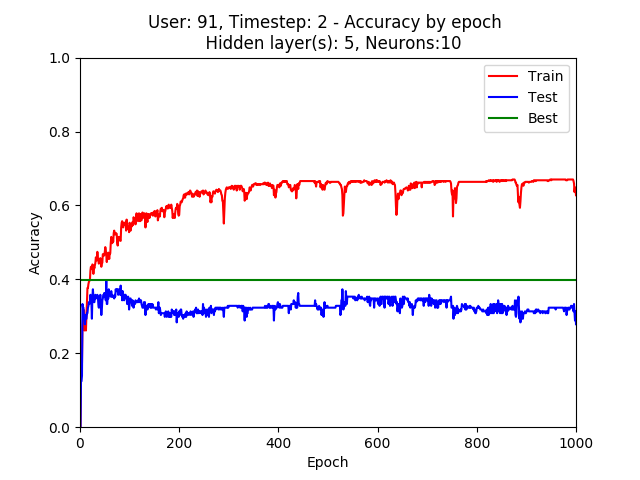 User: 91, Timestep: 2 - Accuracy by epoch
Hidden layer(s): 5, Neurons:10
1.0
0.8
0.6
0.4
0.2
0.0
Accuracy
Train
Test
Best
0 200 400 600 800 1000
Epoch